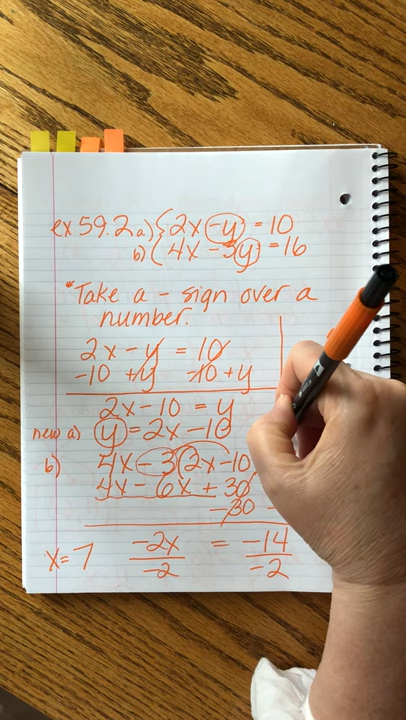 ex 59.2 a) { 2x - y = 10
b) { 4x - 3y = 16
*Take a - sign over a
number.
2x - y = 10
-10 + y -10 + y
2x - 10 = y
new a) y = 2x - 10
b) 4x - 3(2x - 10
4x - 6x + 30
- 30 -
x = 7 -2x = -14
-2 -2